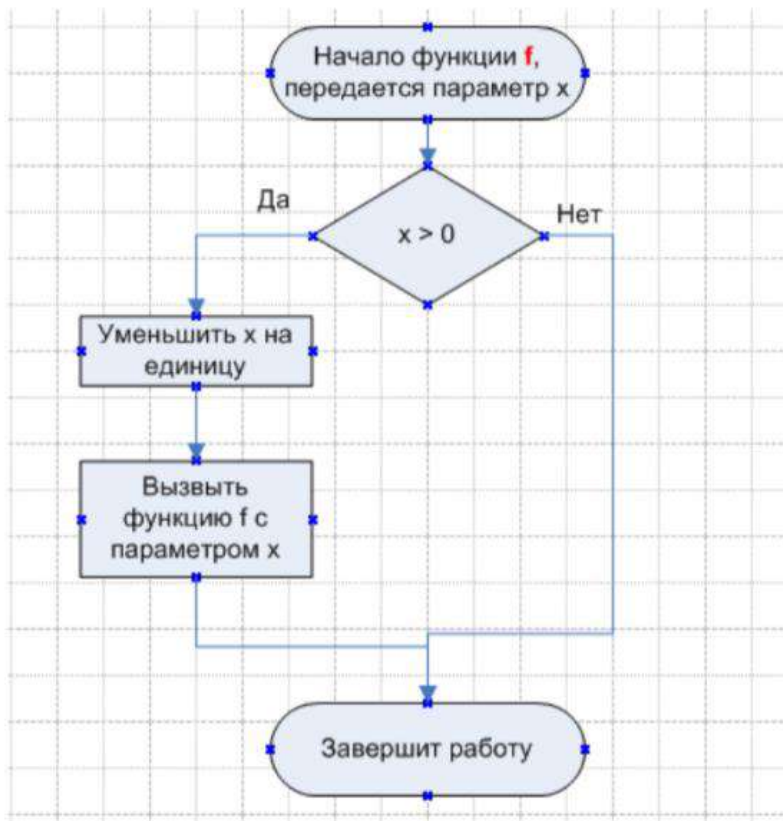 Начало функции f,
передается параметр x
Да
Нет
x > 0
Уменьшить x на
единицу
Вызвыть
функцию f с
параметром x
Завершит работу